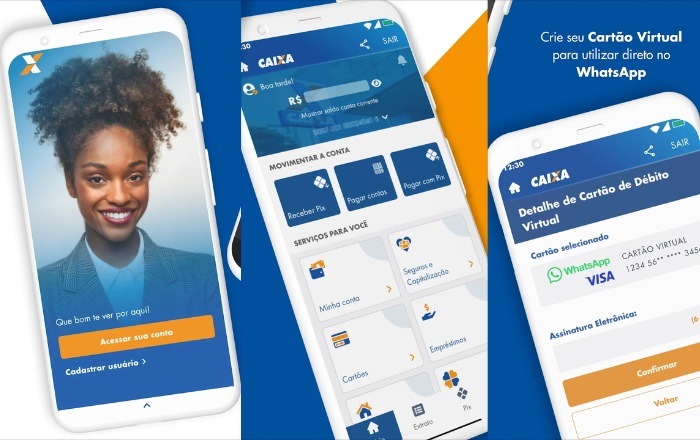 X
Que bom te ver por aqui!
Acessar sua conta
Cadastrar usuário >
:30
CAIXA
SAIR
Boa tarde!
R$
Mostrar saldo conta corrente
MOVIMENTAR A CONTA
Receber Pix
Pagar contas
Pagar com Pix
SERVIÇOS PARA VOCÊ
Minha conta
Seguros e
Capitalização
Cartões
Empréstimos
Extrato
Pix
Crie seu Cartão Virtual
para utilizar direto no
WhatsApp
12:30
CAIXA
SAIR
Detalhe de Cartão de Débito
Virtual
Cartão selecionado
WhatsApp
VISA
CARTÃO VIRTUAL
1234 56** **** 345
Assinatura Eletrônica:
(6
Confirmar
Voltar